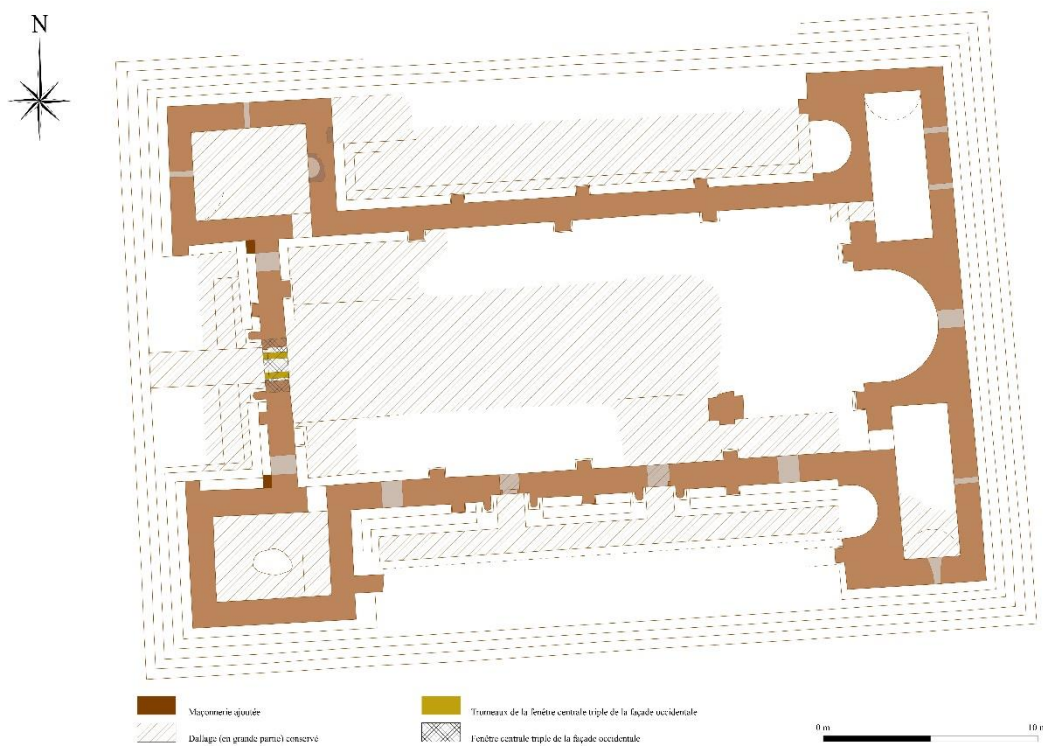 N
Maçonnerie ajoutée
Trumeaux de la fenêtre centrale triple de la façade occidentale
Dallage (en grande partie) conservé
Fenêtre centrale triple de la façade occidentale
0 m
10 m